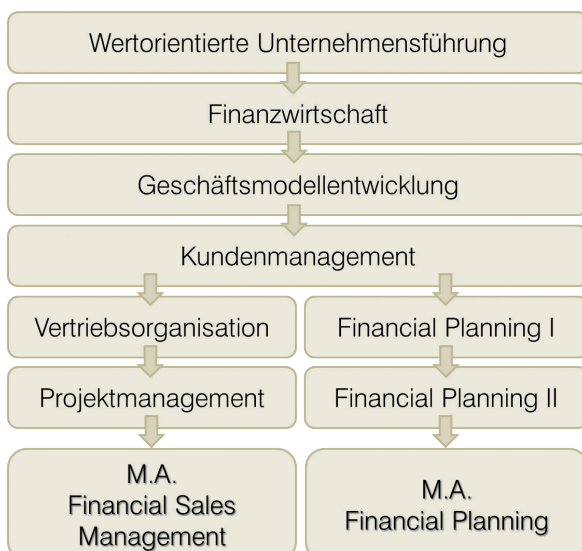 Wertorientierte Unternehmensführung
Finanzwirtschaft
Geschäftsmodellentwicklung
Kundenmanagement
Vertriebsorganisation
Financial Planning I
Projektmanagement
Financial Planning II
M.A.
Financial Sales
Management
M.A.
Financial Planning